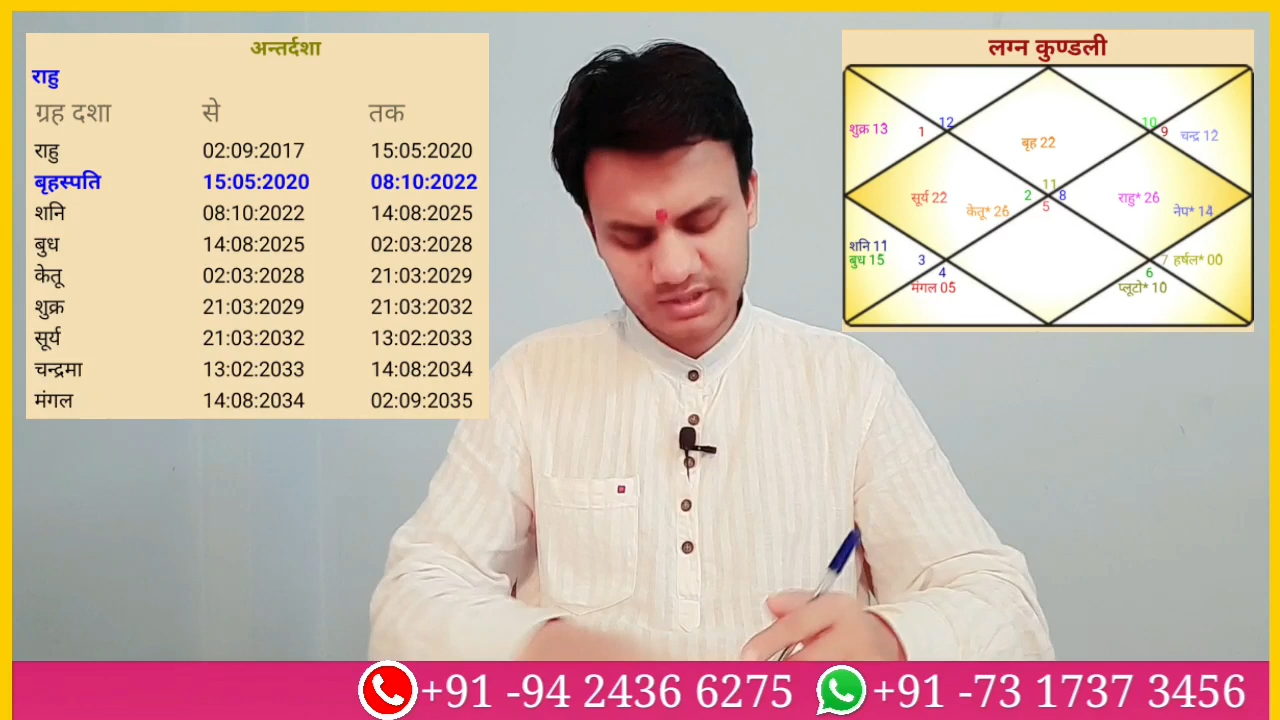 अन्तर्दशा
राहु
ग्रह दशा से तक
राहु 02:09:2017 15:05:2020
बृहस्पति 15:05:2020 08:10:2022
शनि 08:10:2022 14:08:2025
बुध 14:08:2025 02:03:2028
केतू 02:03:2028 21:03:2029
शुक्र 21:03:2029 21:03:2032
सूर्य 21:03:2032 13:02:2033
चन्द्रमा 13:02:2033 14:08:2034
मंगल 14:08:2034 02:09:2035
लग्न कुण्डली
12 10
शुक्र 13 1 9 चन्द्र 12
बृह 22
11
सूर्य 22 2 8 राहु* 26
केतू* 26 5 नेप* 14
शनि 11
बुध 15 3 7 हर्षल* 00
4 6
मंगल 05 प्लूटो* 10
+91 -94 2436 6275 +91 -73 1737 3456